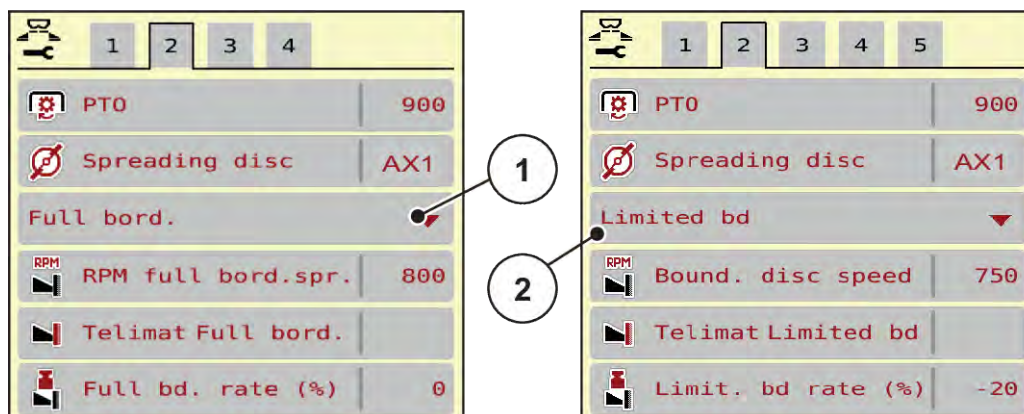 1 2 3 4
PTO 900
Spreading disc AX1
Full bord.
RPM RPM full bord.spr. 800
Telimat Full bord.
Full bd. rate (%) 0
1
2
1 2 3 4 5
PTO 900
Spreading disc AX1
Limited bd
RPM Bound. disc speed 750
Telimat Limited bd
Limit. bd rate (%) -20